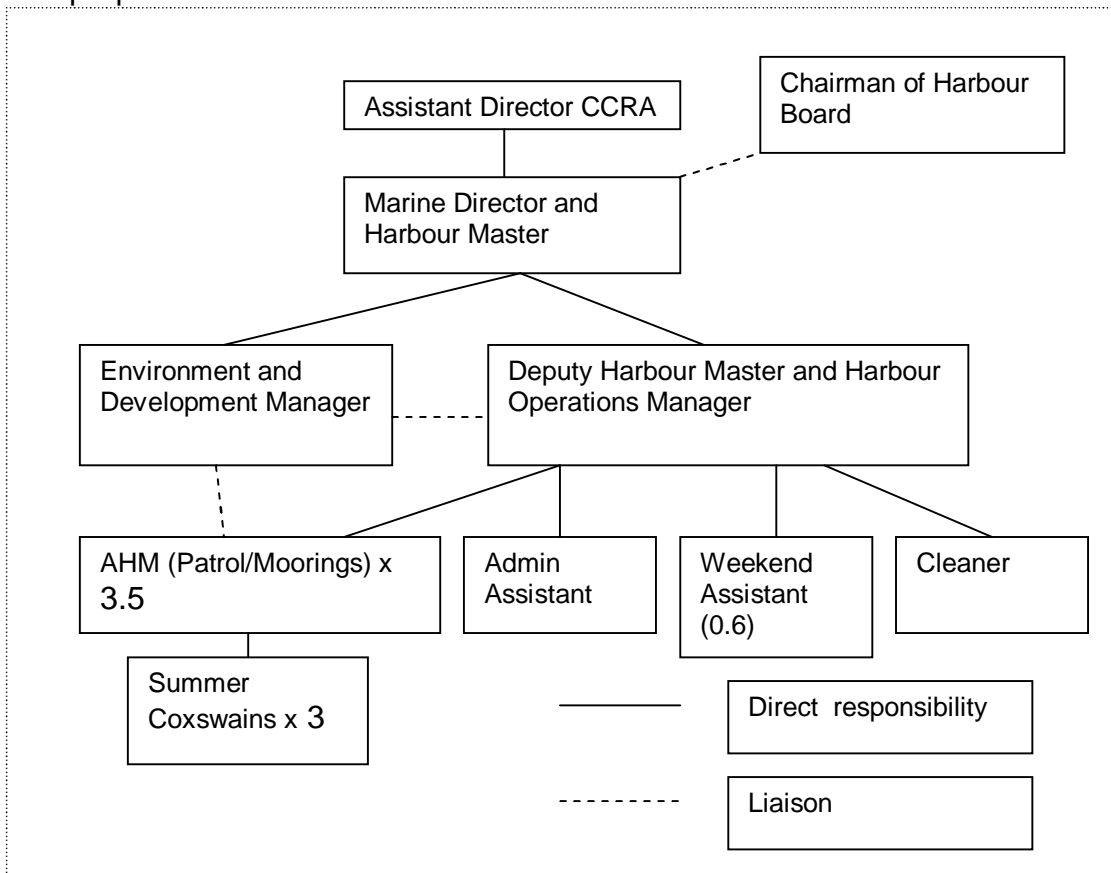 Chairman of Harbour
Board
Assistant Director CCRA
Marine Director and
Harbour Master
Environment and
Development Manager
Deputy Harbour Master and Harbour
Operations Manager
AHM (Patrol/Moorings) x
3.5
Admin
Assistant
Weekend
Assistant
(0.6)
Cleaner
Summer
Coxswains x 3
Direct responsibility
Liaison